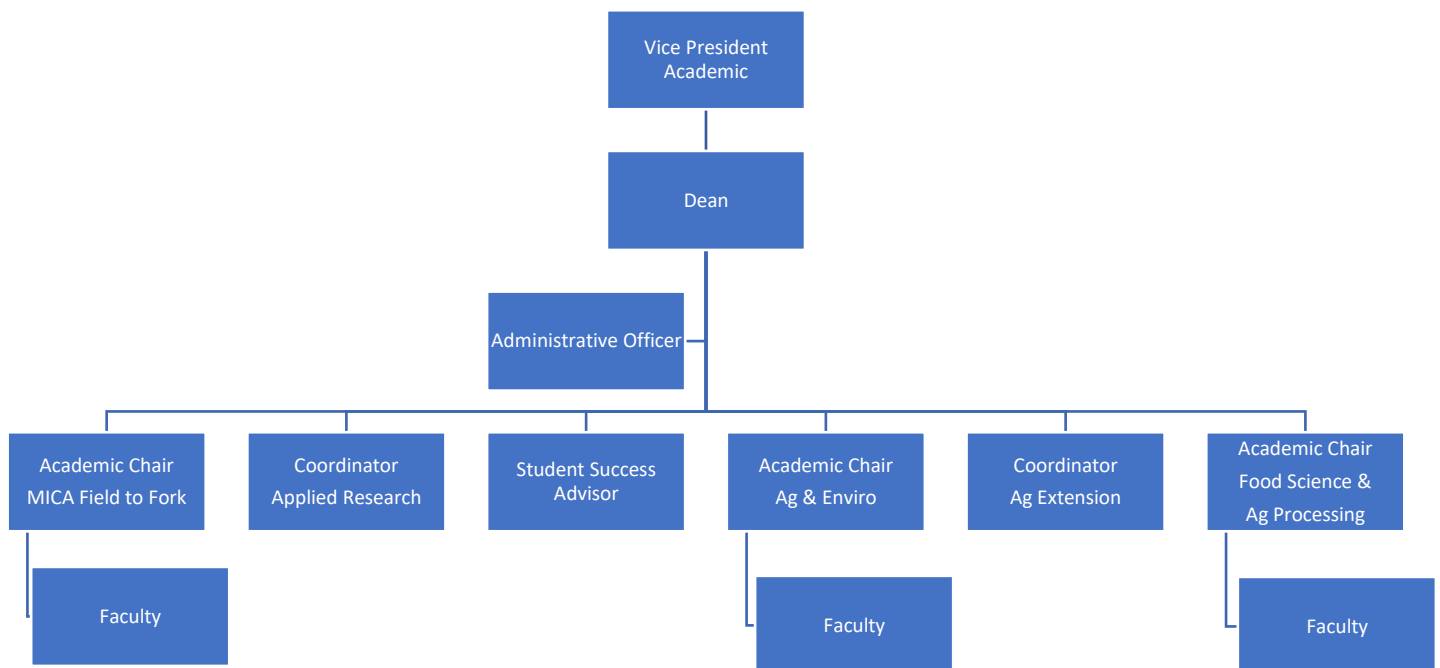 Vice President
Academic
Dean
Administrative Officer
Academic Chair
MICA Field to Fork
Coordinator
Applied Research
Student Success
Advisor
Academic Chair
Ag & Enviro
Coordinator
Ag Extension
Academic Chair
Food Science &
Ag Processing
Faculty
Faculty
Faculty